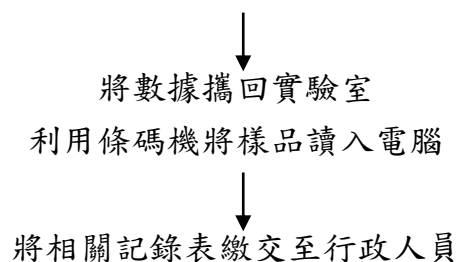 將數據攜回實驗室
利用條碼機將樣品讀入電腦
將相關記錄表繳交至行政人員